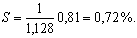 S = 1/1,128 0,81 = 0,72%.